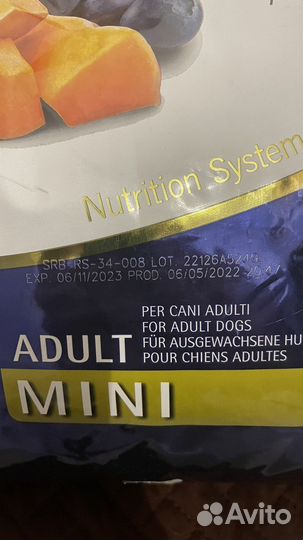 Nutrition System
SRB-RS-34-008 LOT. 22126A5249
EXP. 06/11/2023 PROD. 06/05/2022
ADULT
PER CANI ADULTI
FOR ADULT DOGS
FÜR AUSGEWACHSENE HU
POUR CHIENS ADULTES
MINI
Avito